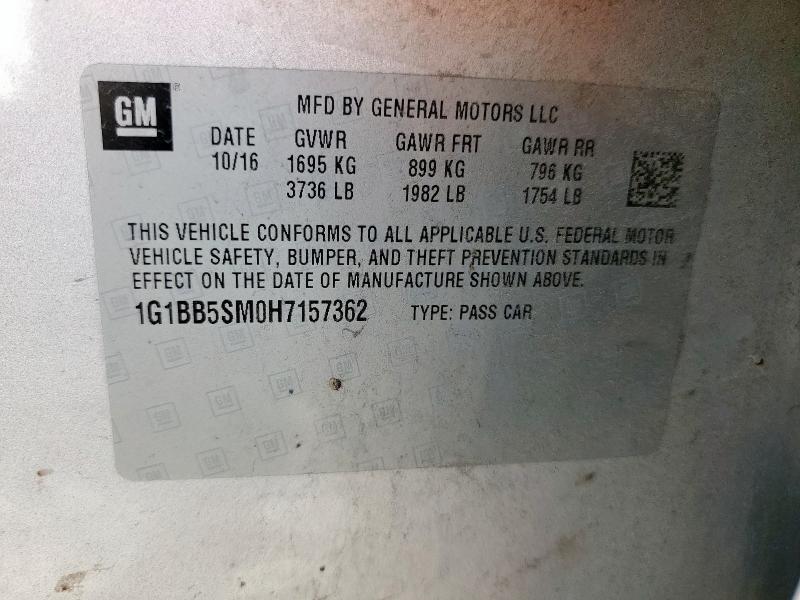 GM
MFD BY GENERAL MOTORS LLC
DATE GVWR GAWR FRT GAWR RR
10/16 1695 KG 899 KG 796 KG
3736 LB 1982 LB 1754 LB
THIS VEHICLE CONFORMS TO ALL APPLICABLE U.S. FEDERAL MOTOR
VEHICLE SAFETY, BUMPER, AND THEFT PREVENTION STANDARDS IN
EFFECT ON THE DATE OF MANUFACTURE SHOWN ABOVE.
1G1BB5SM0H7157362 TYPE: PASS CAR